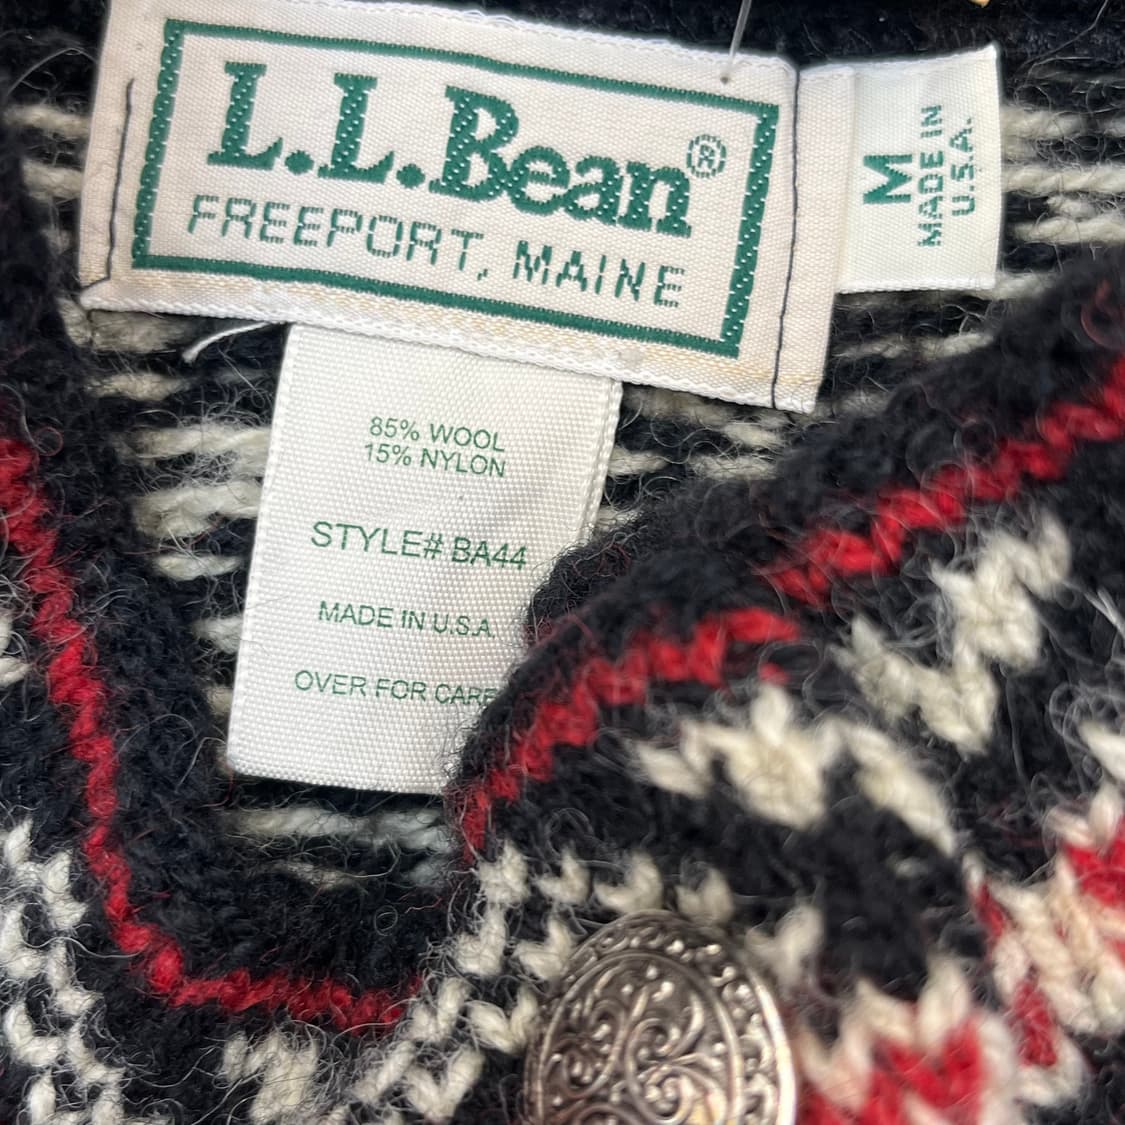 L.L.Bean®
FREEPORT, MAINE
M
MADE IN
U.S.A.
85% WOOL
15% NYLON
STYLE# BA44
MADE IN U.S.A.
OVER FOR CARE